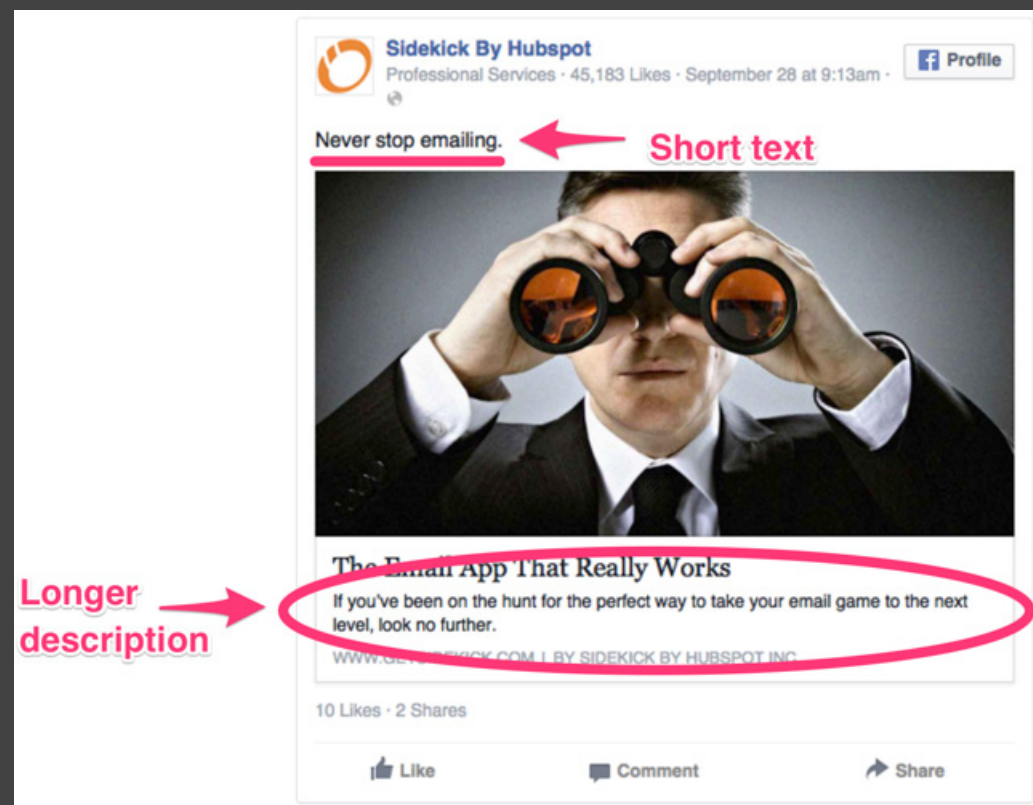 Sidekick By Hubspot
Professional Services · 45,183 Likes · September 28 at 9:13am ·
Profile
Never stop emailing.
Short text
The Email App That Really Works
If you've been on the hunt for the perfect way to take your email game to the next
level, look no further.
WWW.GETSIDEKICK.COM | BY SIDEKICK BY HUBSPOT INC
Longer
description
10 Likes · 2 Shares
Like
Comment
Share